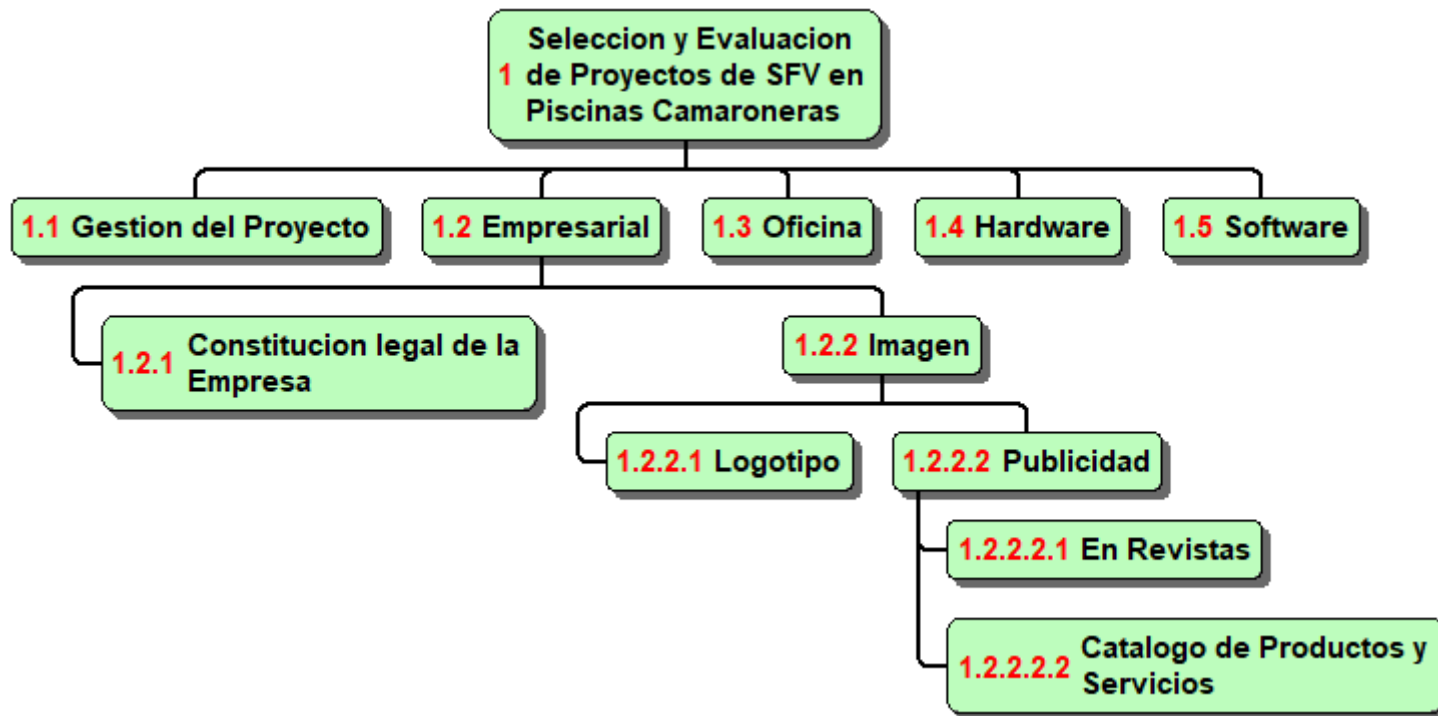 Seleccion y Evaluacion
1 de Proyectos de SFV en
Piscinas Camaroneras
1.1 Gestion del Proyecto
1.2 Empresarial
1.3 Oficina
1.4 Hardware
1.5 Software
1.2.1 Constitucion legal de la
Empresa
1.2.2 Imagen
1.2.2.1 Logotipo
1.2.2.2 Publicidad
1.2.2.2.1 En Revistas
1.2.2.2.2 Catalogo de Productos y
Servicios